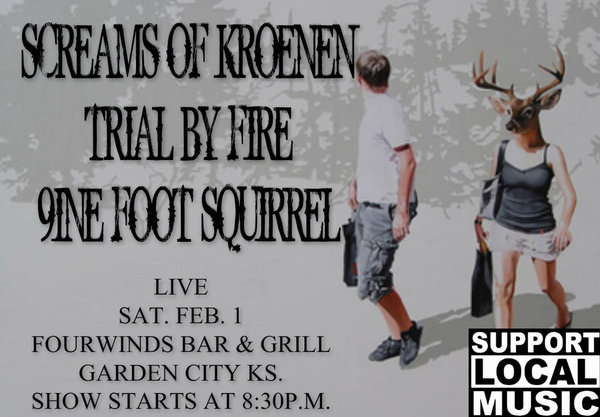 SCREAMS OF KROENEN
TRIAL BY FIRE
9INE FOOT SQUIRREL
LIVE
SAT. FEB. 1
FOURWINDS BAR & GRILL
GARDEN CITY KS.
SHOW STARTS AT 8:30P.M.
SUPPORT
LOCAL
MUSIC